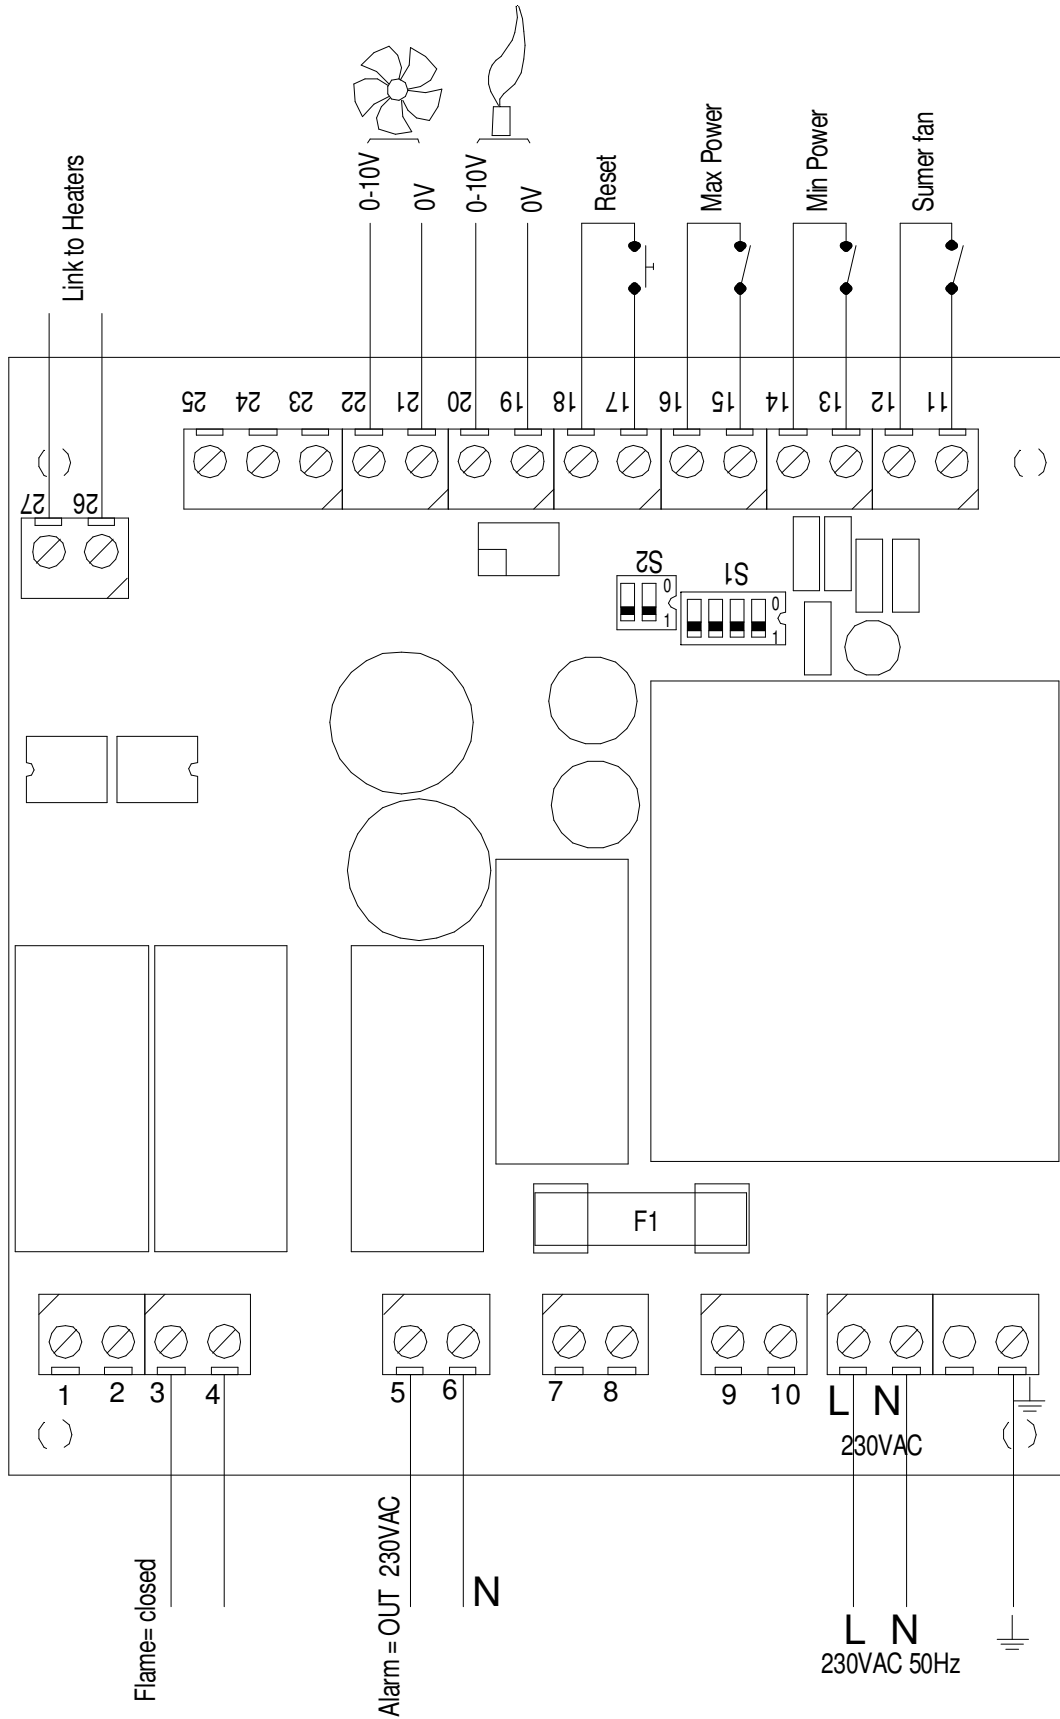 Link to Heaters
0-10V
0V
0-10V
0V
Reset
Max Power
Min Power
Sumer fan
25
24
23
22
21
20
19
18
17
16
15
14
13
12
11
27
26
S2
0
1
S1
0
1
F1
1
2
3
4
5
6
7
8
9
10
L N
230VAC
Flame= closed
Alarm = OUT 230VAC
N
L N
230VAC 50Hz